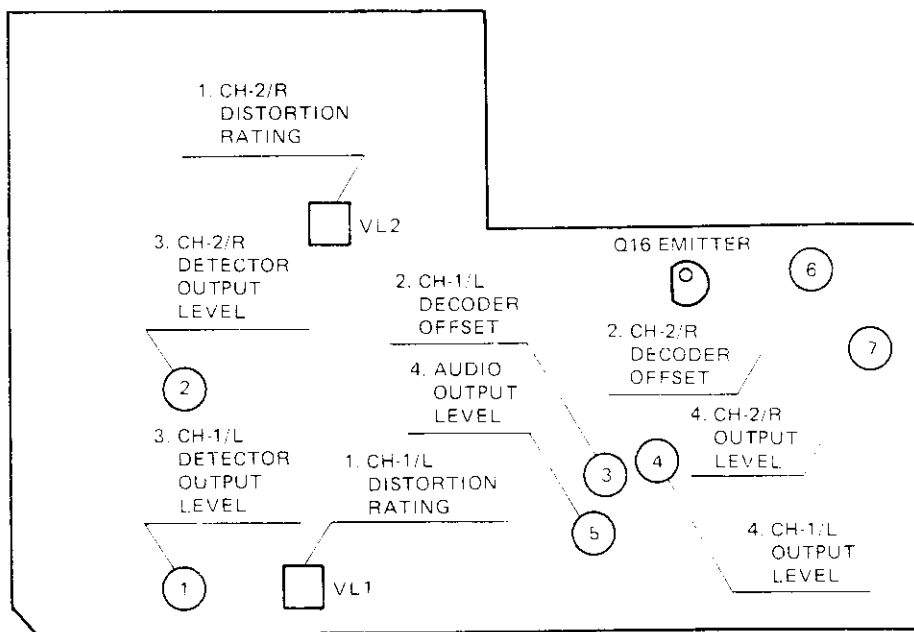 1. CH-2/R
DISTORTION
RATING
VL2
3. CH-2/R
DETECTOR
OUTPUT
LEVEL
2
Q16 EMITTER
6
2. CH-1/L
DECODER
OFFSET
2. CH-2/R
DECODER
OFFSET
7
4. AUDIO
OUTPUT
LEVEL
4. CH-2/R
OUTPUT
LEVEL
3
4
5
3. CH-1/L
DETECTOR
OUTPUT
LEVEL
1
1. CH-1/L
DISTORTION
RATING
VL1
4. CH-1/L
OUTPUT
LEVEL